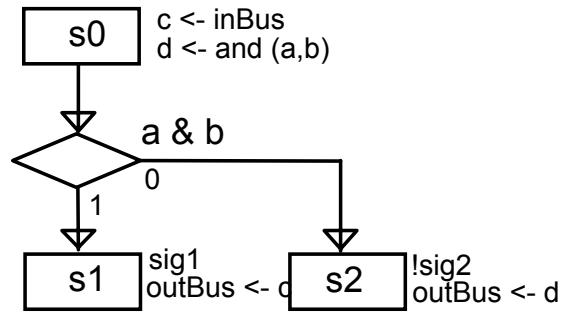 s0
c <- inBus
d <- and (a,b)
a & b
0
1
s1
sig1
outBus <-
s2
!sig2
outBus <- d